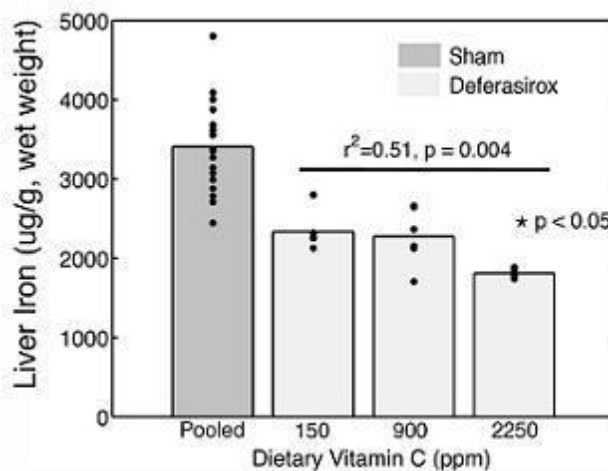 5000
4000
3000
2000
1000
0
Liver Iron (ug/g, wet weight)
Sham
Deferasirox
r²=0.51, p = 0.004
* p < 0.05
Pooled 150 900 2250
Dietary Vitamin C (ppm)